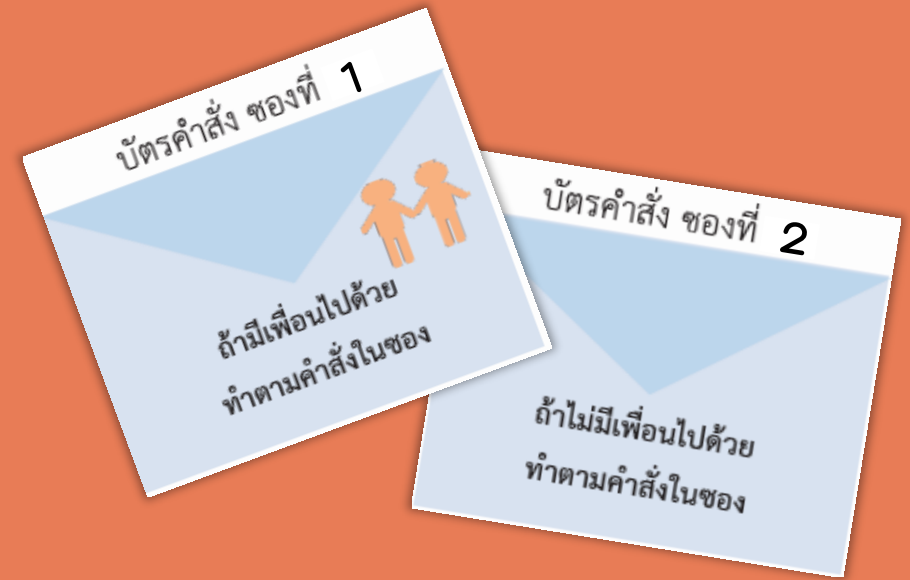 บัตรคำสั่ง ซองที่ 1
ถ้ามีเพื่อนไปด้วย
ทำตามคำสั่งในซอง
บัตรคำสั่ง ซองที่ 2
ถ้าไม่มีเพื่อนไปด้วย
ทำตามคำสั่งในซอง